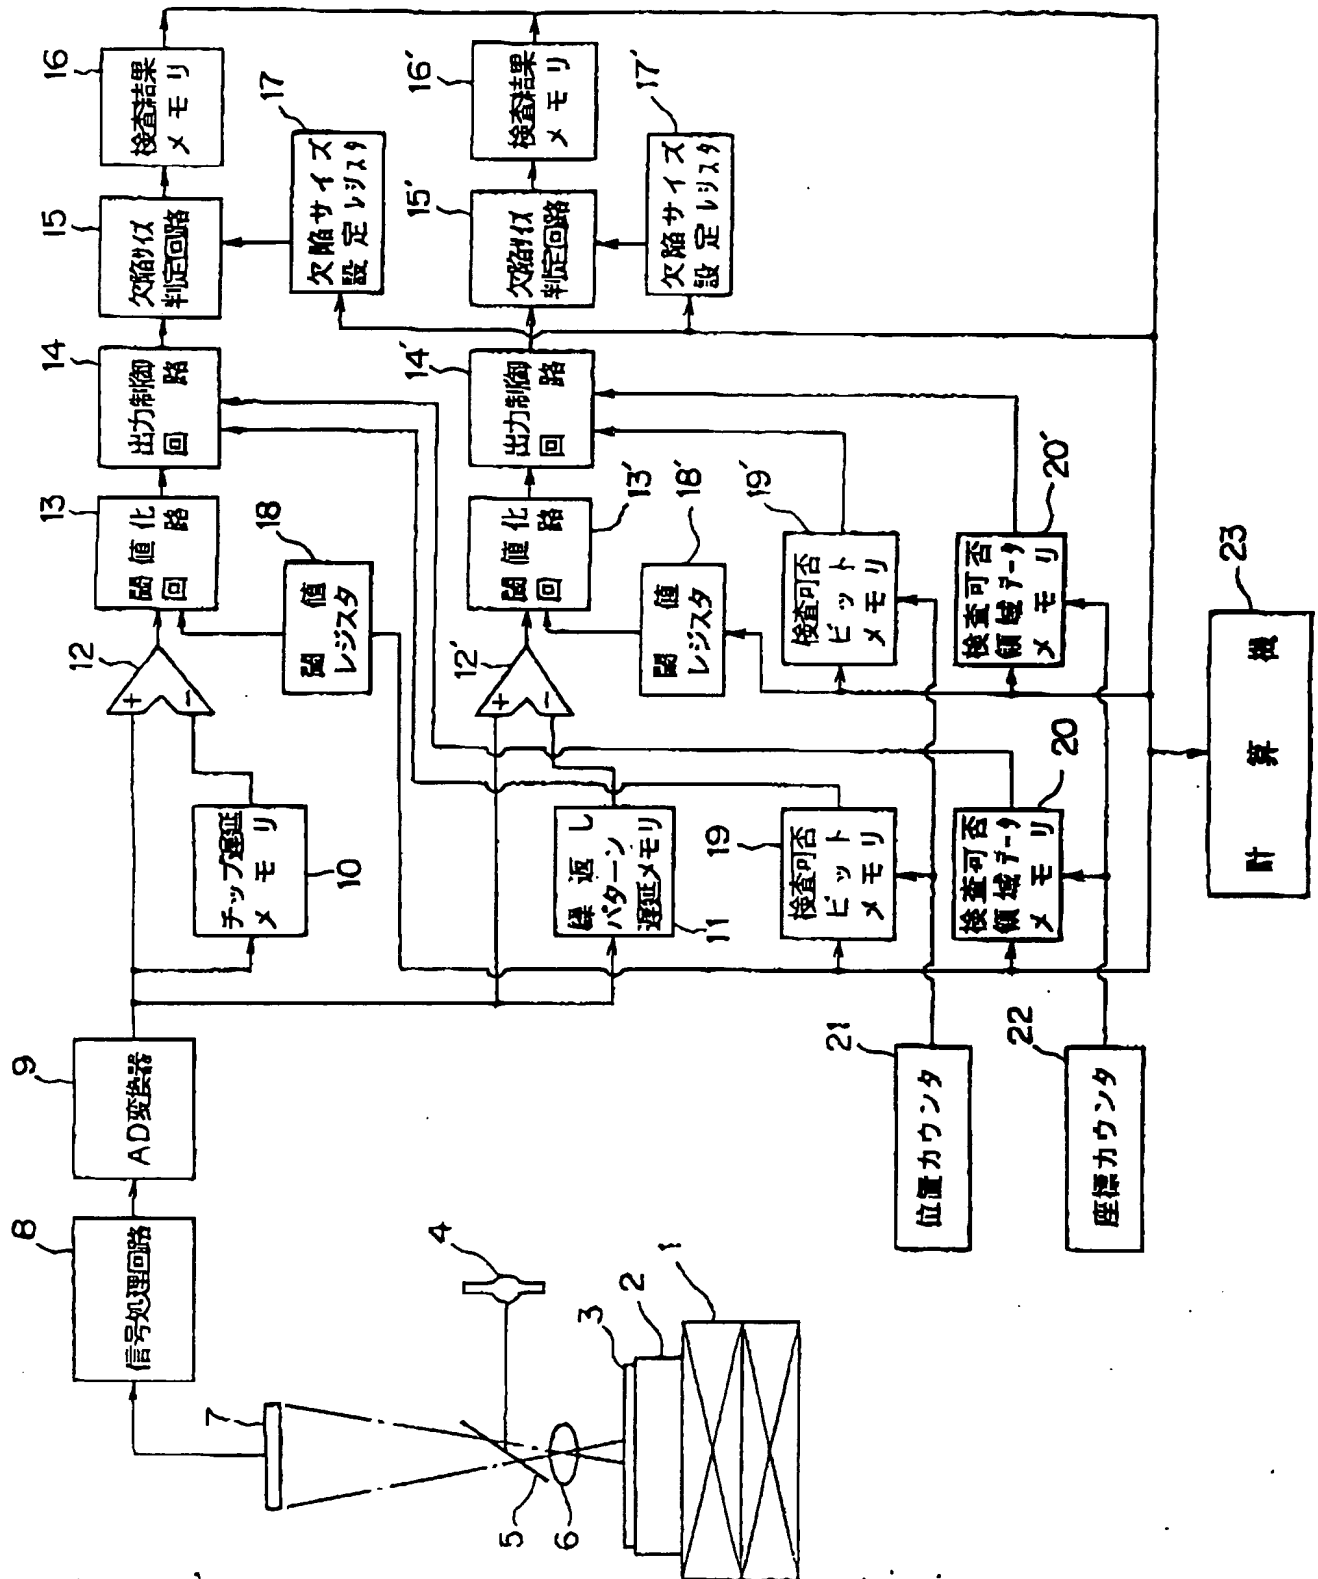 8
信号処理回路
9
AD変換器
チップ遅延
メモリ
10
12
+
−
13
閾値化
回路
14
出力制御
回路
15
欠陥サイズ
判定回路
16
検査結果
メモリ
17
欠陥サイズ
設定レジスタ
18
閾値
レジスタ
繰返し
パターン
遅延メモリ
11
12′
+
−
13′
閾値化
回路
14′
出力制御
回路
15′
欠陥サイズ
判定回路
16′
検査結果
メモリ
17′
欠陥サイズ
設定レジスタ
18′
閾値
レジスタ
19
検査可否
ビット
メモリ
19′
検査可否
ビット
メモリ
20
検査可否
領域データ
メモリ
20′
検査可否
領域データ
メモリ
21
位置カウンタ
22
座標カウンタ
23
計算機
7
4
5
6
3
2
1